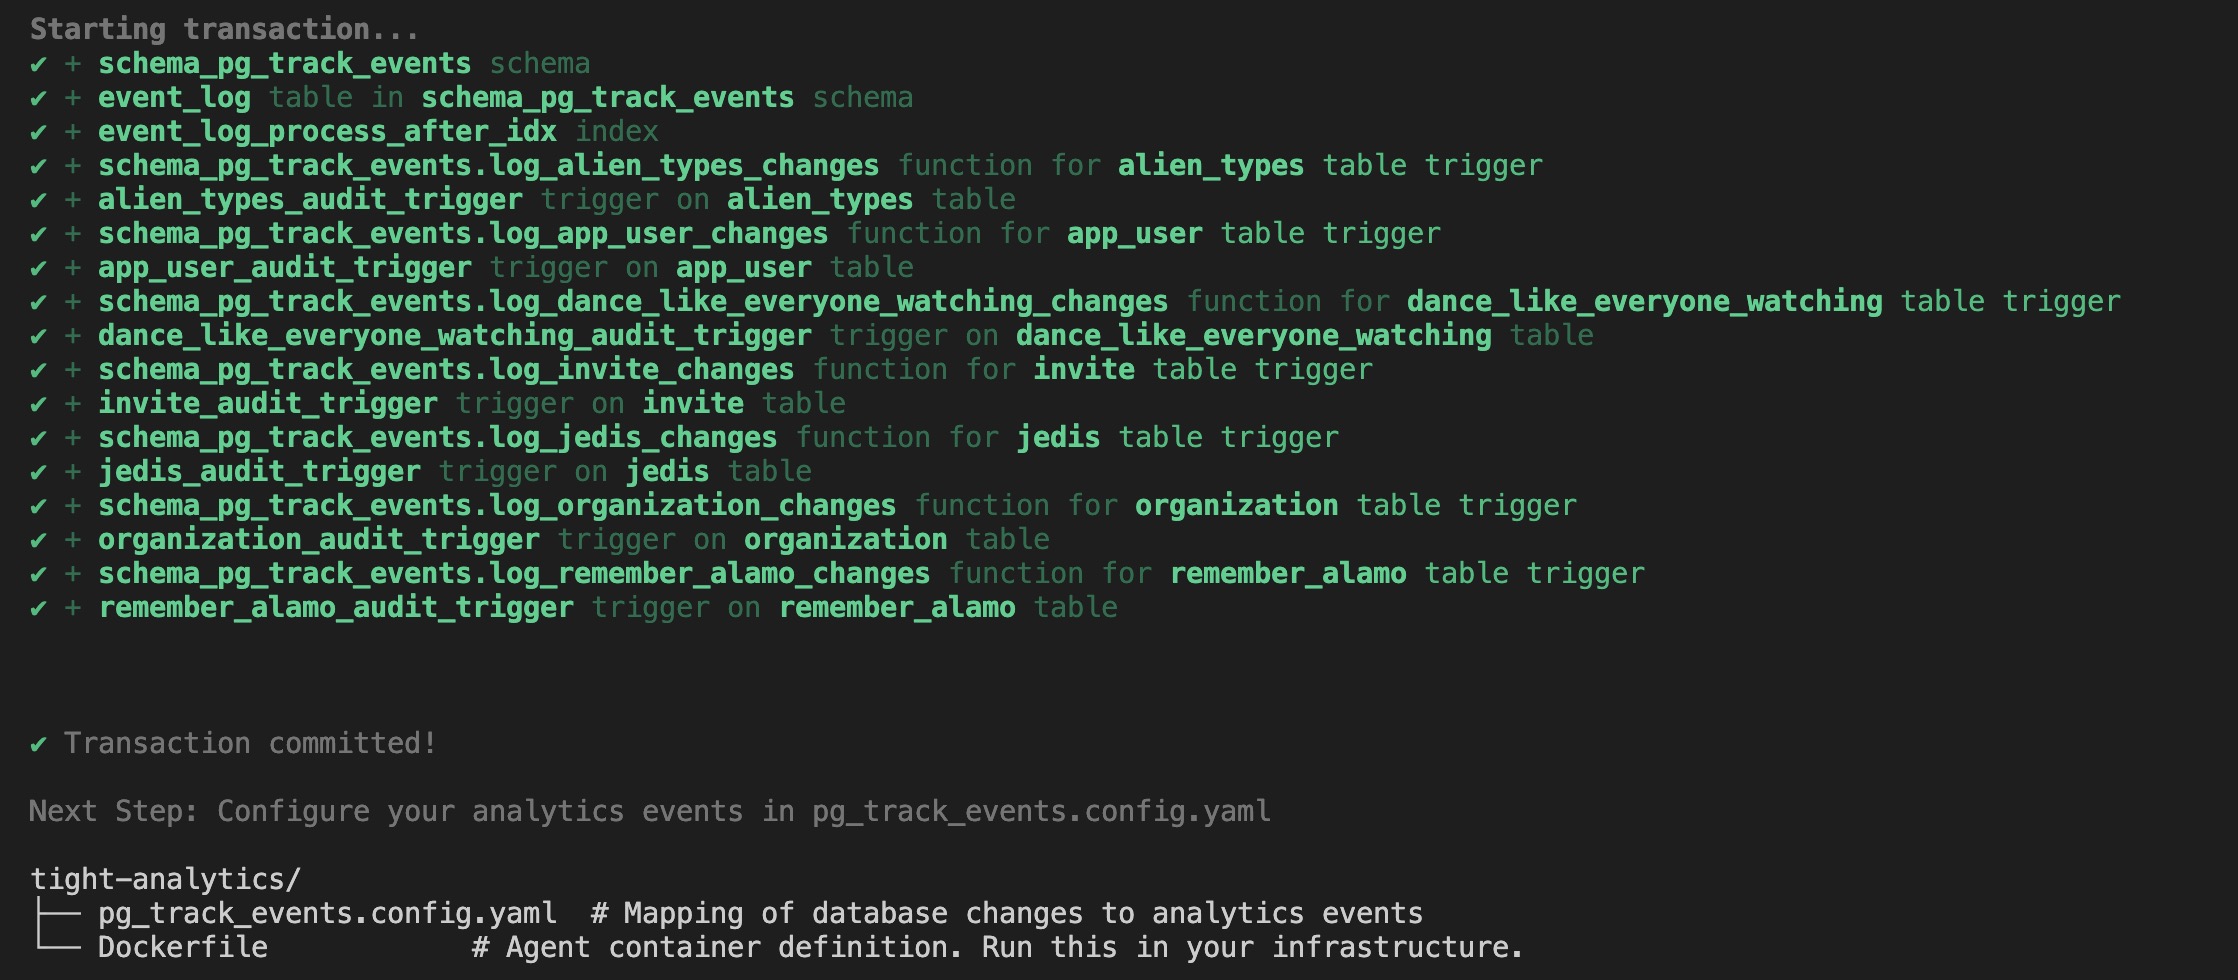 Starting transaction...
✔ + schema_pg_track_events schema
✔ + event_log table in schema_pg_track_events schema
✔ + event_log_process_after_idx index
✔ + schema_pg_track_events.log_alien_types_changes function for alien_types table trigger
✔ + alien_types_audit_trigger trigger on alien_types table
✔ + schema_pg_track_events.log_app_user_changes function for app_user table trigger
✔ + app_user_audit_trigger trigger on app_user table
✔ + schema_pg_track_events.log_dance_like_everyone_watching_changes function for dance_like_everyone_watching table trigger
✔ + dance_like_everyone_watching_audit_trigger trigger on dance_like_everyone_watching table
✔ + schema_pg_track_events.log_invite_changes function for invite table trigger
✔ + invite_audit_trigger trigger on invite table
✔ + schema_pg_track_events.log_jedis_changes function for jedis table trigger
✔ + jedis_audit_trigger trigger on jedis table
✔ + schema_pg_track_events.log_organization_changes function for organization table trigger
✔ + organization_audit_trigger trigger on organization table
✔ + schema_pg_track_events.log_remember_alamo_changes function for remember_alamo table trigger
✔ + remember_alamo_audit_trigger trigger on remember_alamo table
✔ Transaction committed!
Next Step: Configure your analytics events in pg_track_events.config.yaml
tight-analytics/
├── pg_track_events.config.yaml  # Mapping of database changes to analytics events
└── Dockerfile            # Agent container definition. Run this in your infrastructure.